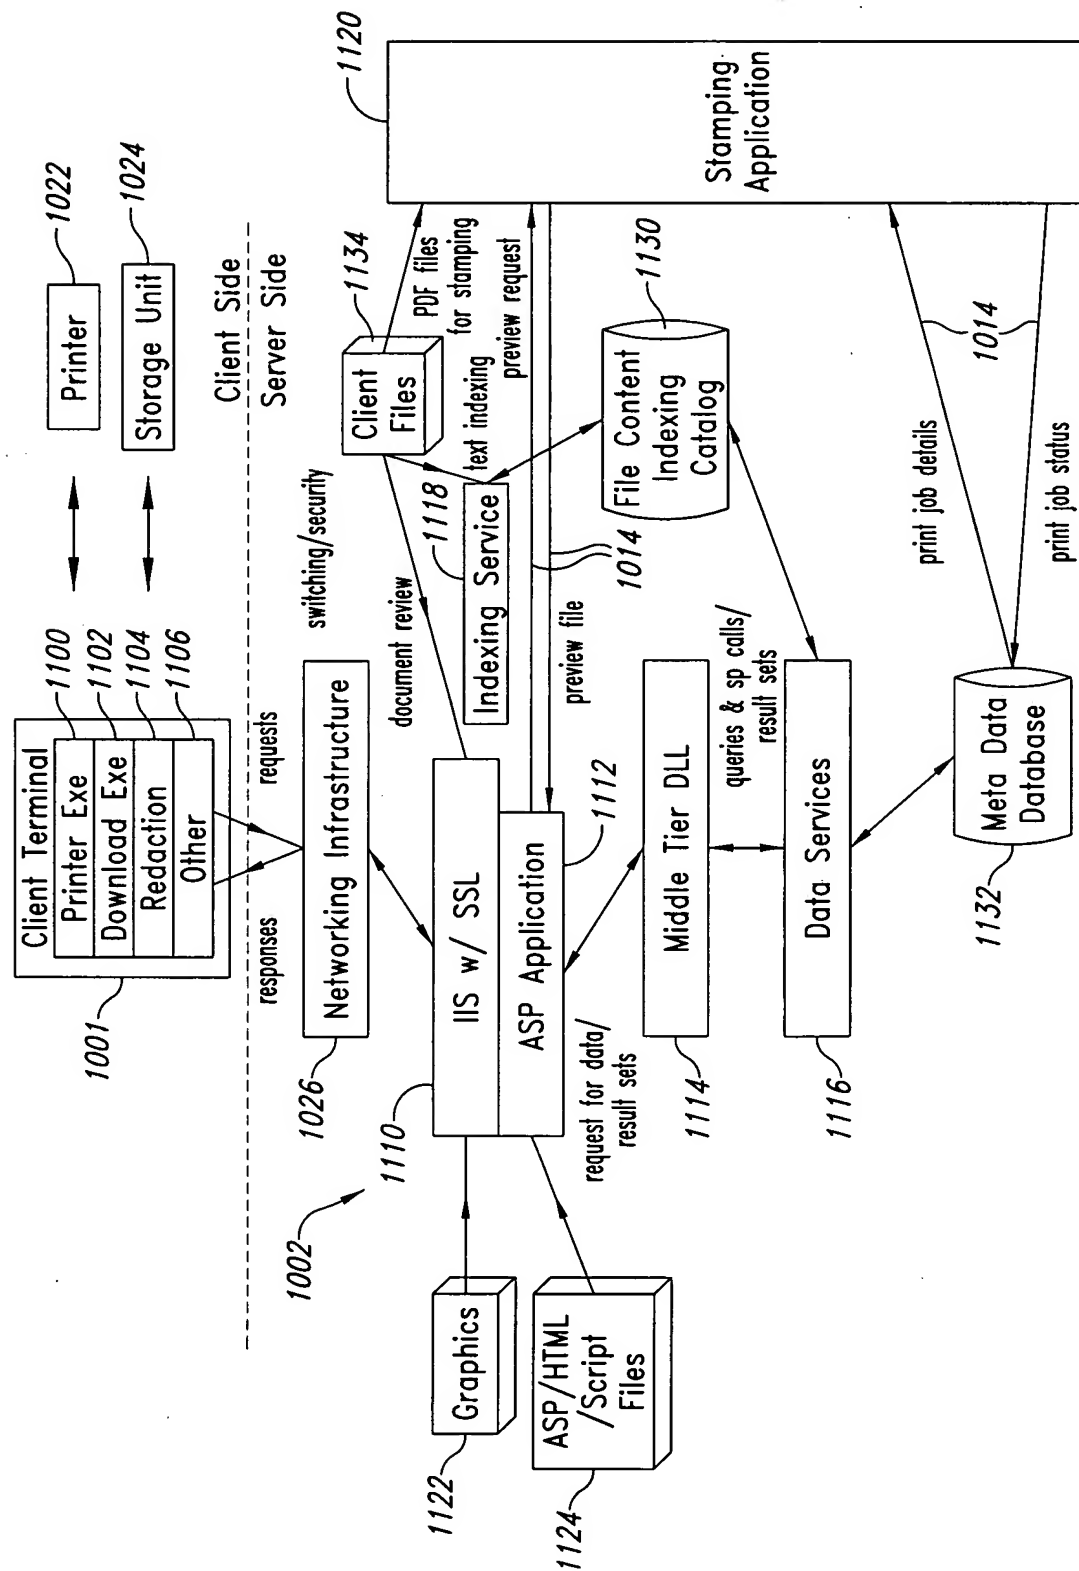 Client Terminal
Printer Exe
Download Exe
Redaction
Other
1001
1100
1102
1104
1106
Printer
1022
Storage Unit
1024
Client Side
Server Side
responses
requests
Networking Infrastructure
1026
switching/security
1002
1110
IIS w/ SSL
ASP Application
1112
document review
Client
Files
1134
PDF files
for stamping
1118
Indexing Service
text indexing
preview request
1014
preview file
Graphics
1122
ASP/HTML
/Script
Files
1124
request for data/
result sets
Middle Tier DLL
1114
queries & sp calls/
result sets
File Content
Indexing
Catalog
1130
Data Services
1116
Meta Data
Database
1132
print job details
1014
print job status
Stamping
Application
1120